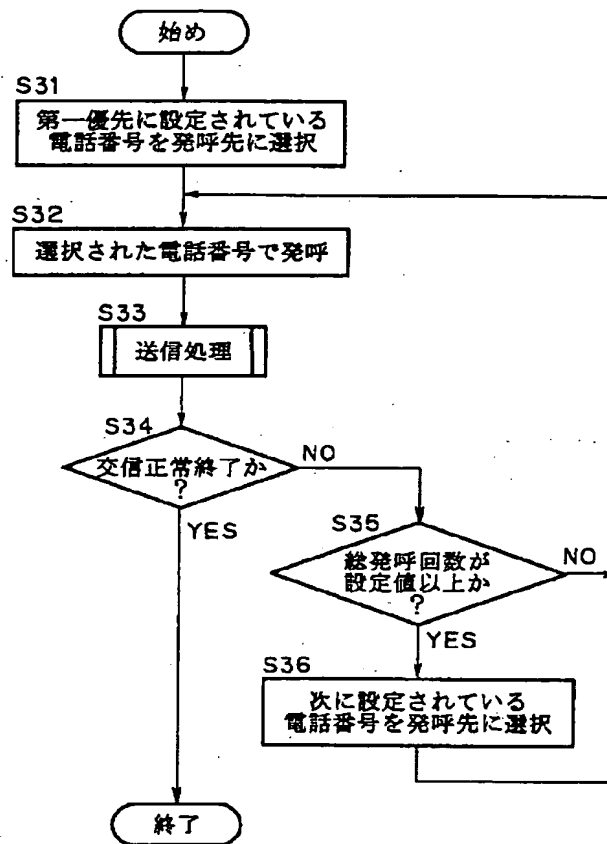 始め
S31
第一優先に設定されている
電話番号を発呼先に選択
S32
選択された電話番号で発呼
S33
送信処理
S34
交信正常終了か
?
NO
YES
S35
総発呼回数が
設定値以上か
?
NO
YES
S36
次に設定されている
電話番号を発呼先に選択
終了